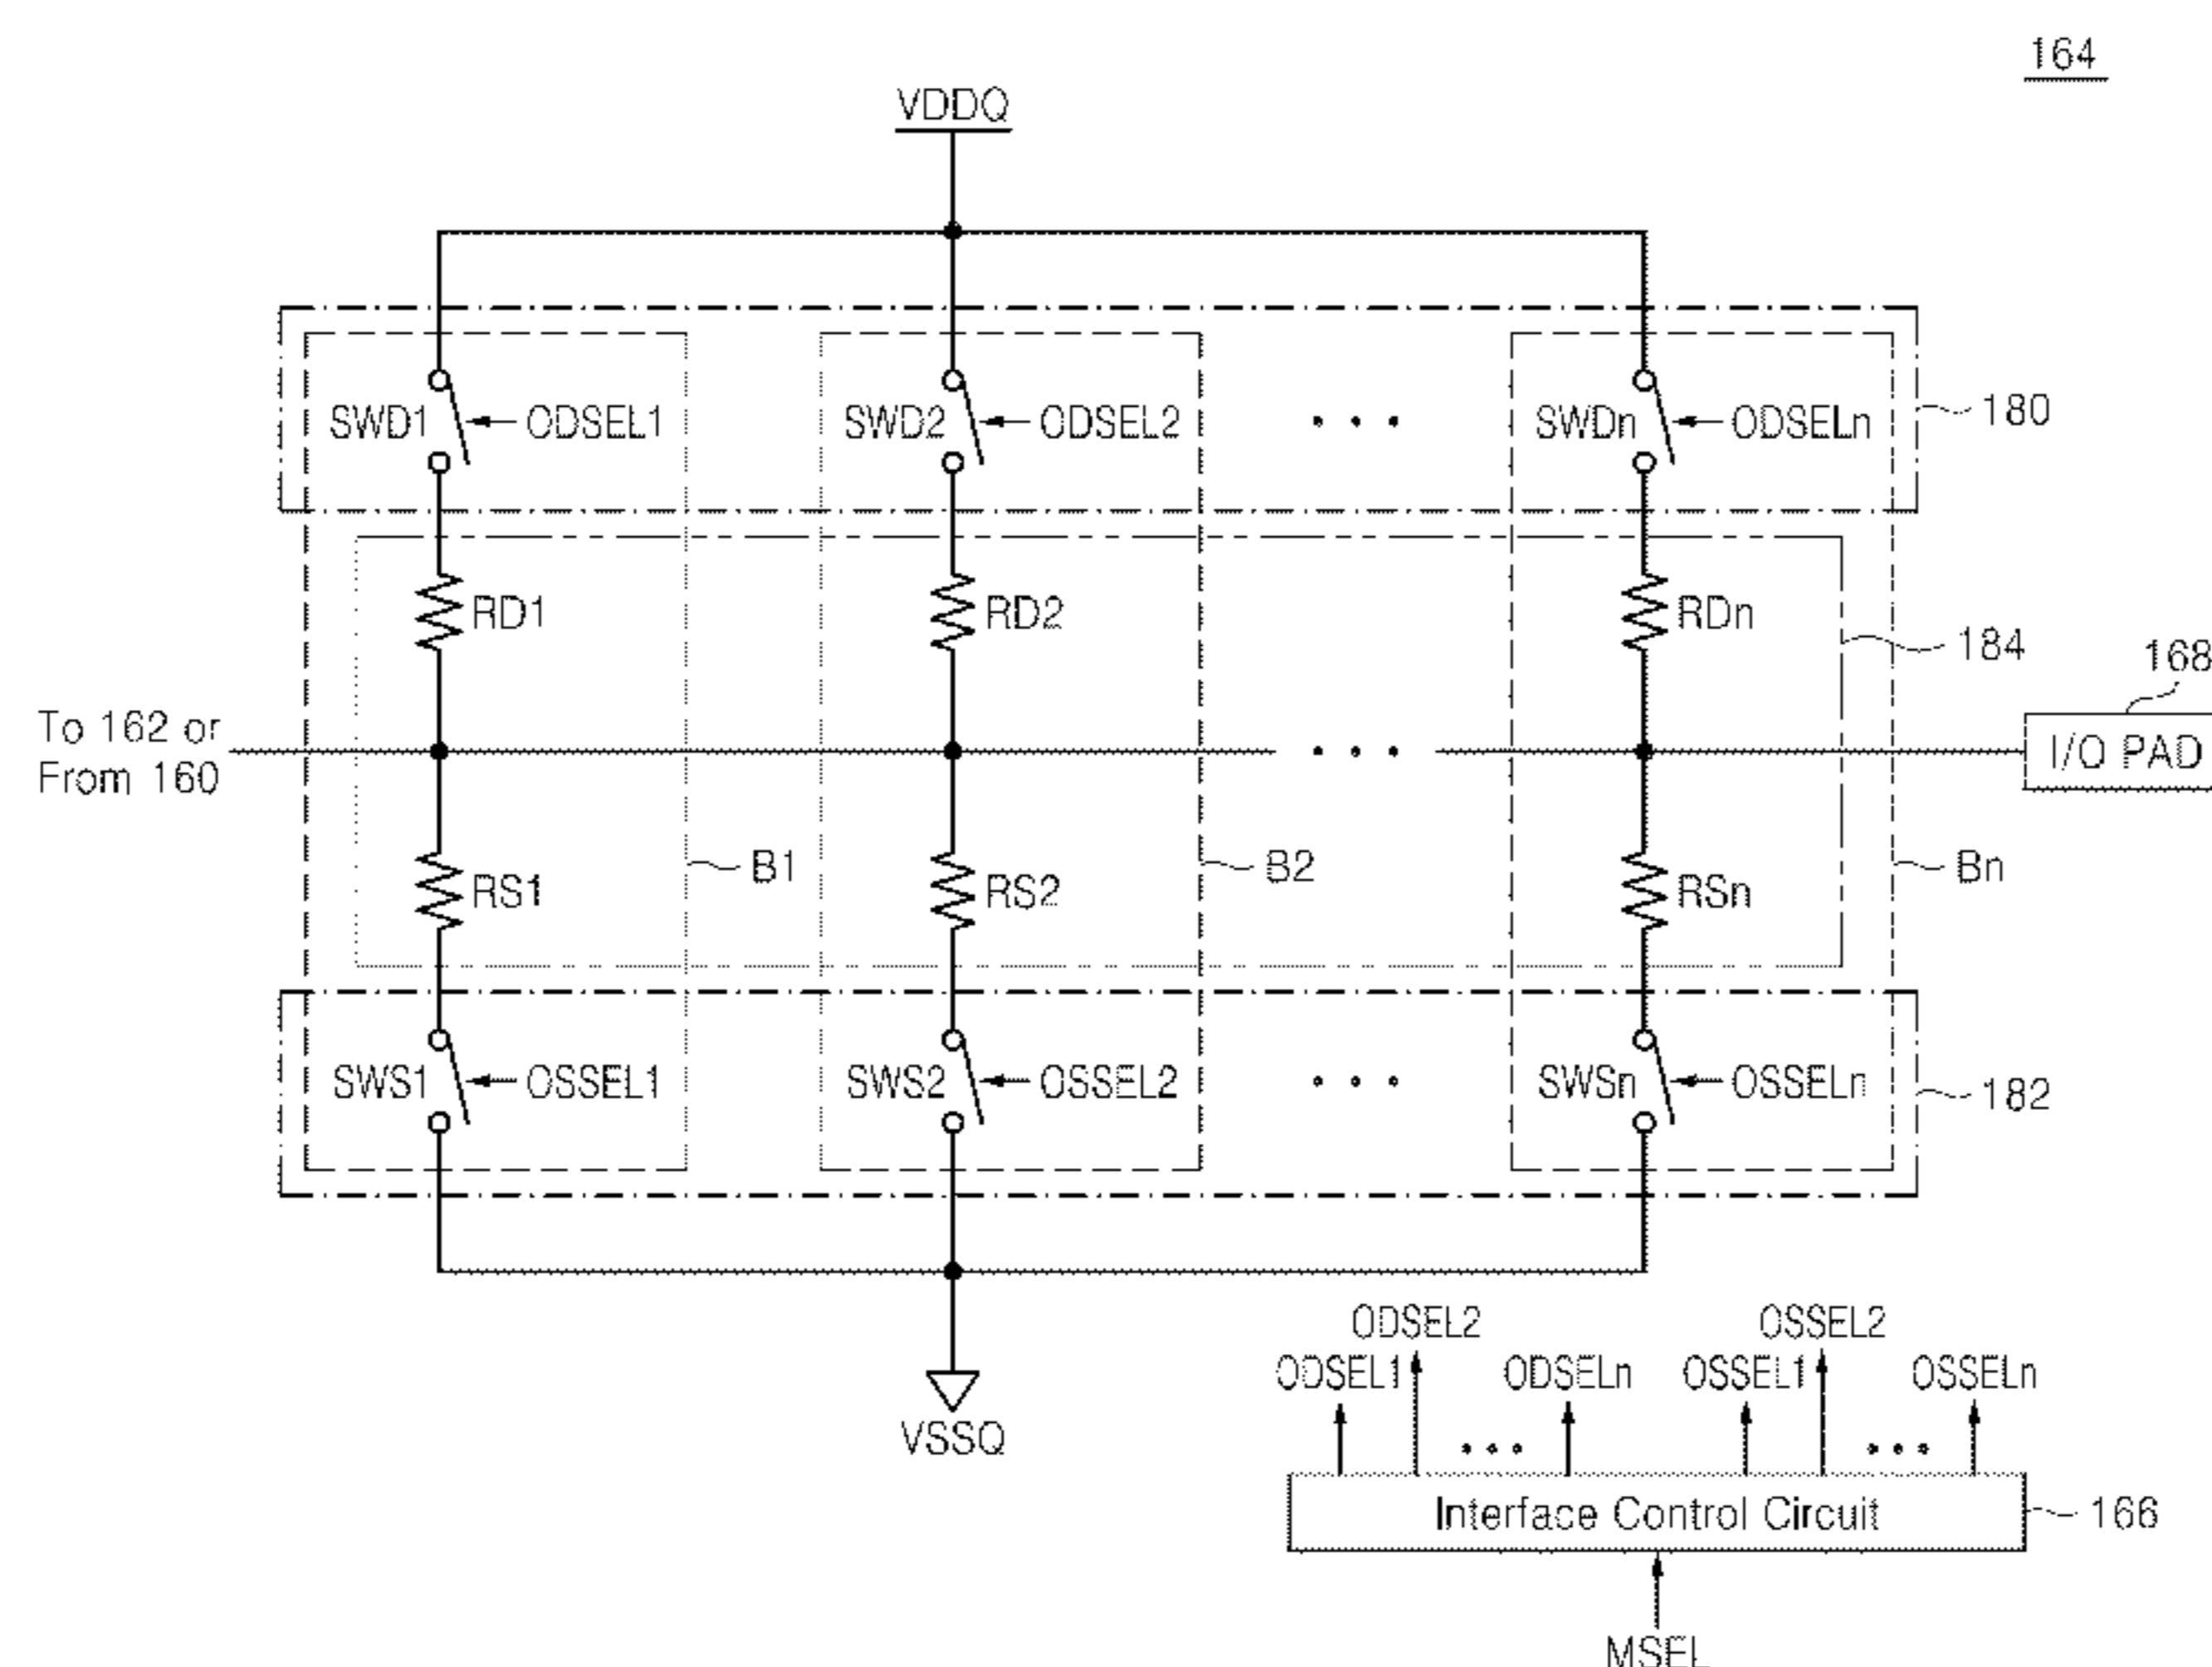 164
VDDQ
SWD1
ODSEL1
SWD2
ODSEL2
SWDn
ODSELn
180
RD1
RD2
RDn
184
168
To 162 or
From 160
I/O PAD
RS1
B1
RS2
B2
RSn
Bn
SWS1
OSSEL1
SWS2
OSSEL2
SWSn
OSSELn
182
VSSQ
ODSEL2
OSSEL2
ODSEL1
ODSELn
OSSEL1
OSSELn
Interface Control Circuit
166
MSEL